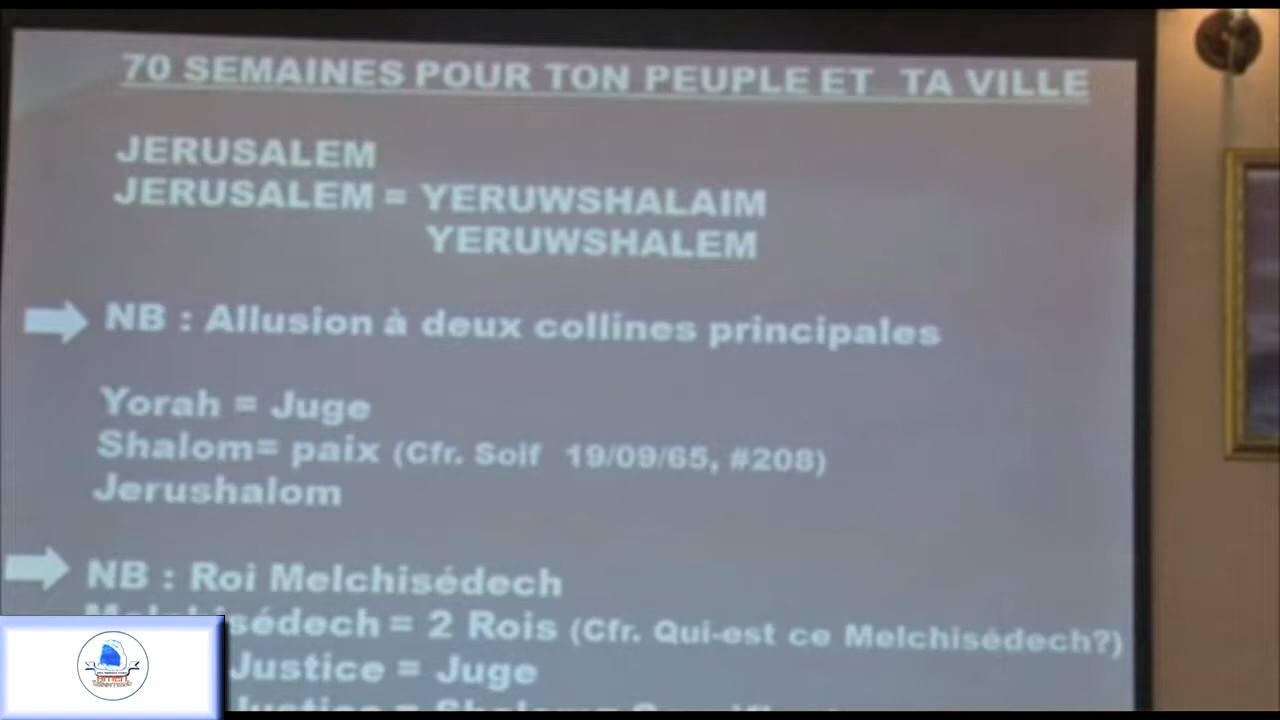 70 SEMAINES POUR TON PEUPLE ET TA VILLE
JERUSALEM
JERUSALEM = YERUWSHALAIM
YERUWSHALEM
NB : Allusion à deux collines principales
Yorah = Juge
Shalom= paix (Cfr. Soif 19/09/65, #208)
Jerushalom
NB : Roi Melchisédech
Melchisédech = 2 Rois (Cfr. Qui-est ce Melchisédech?)
Justice = Juge